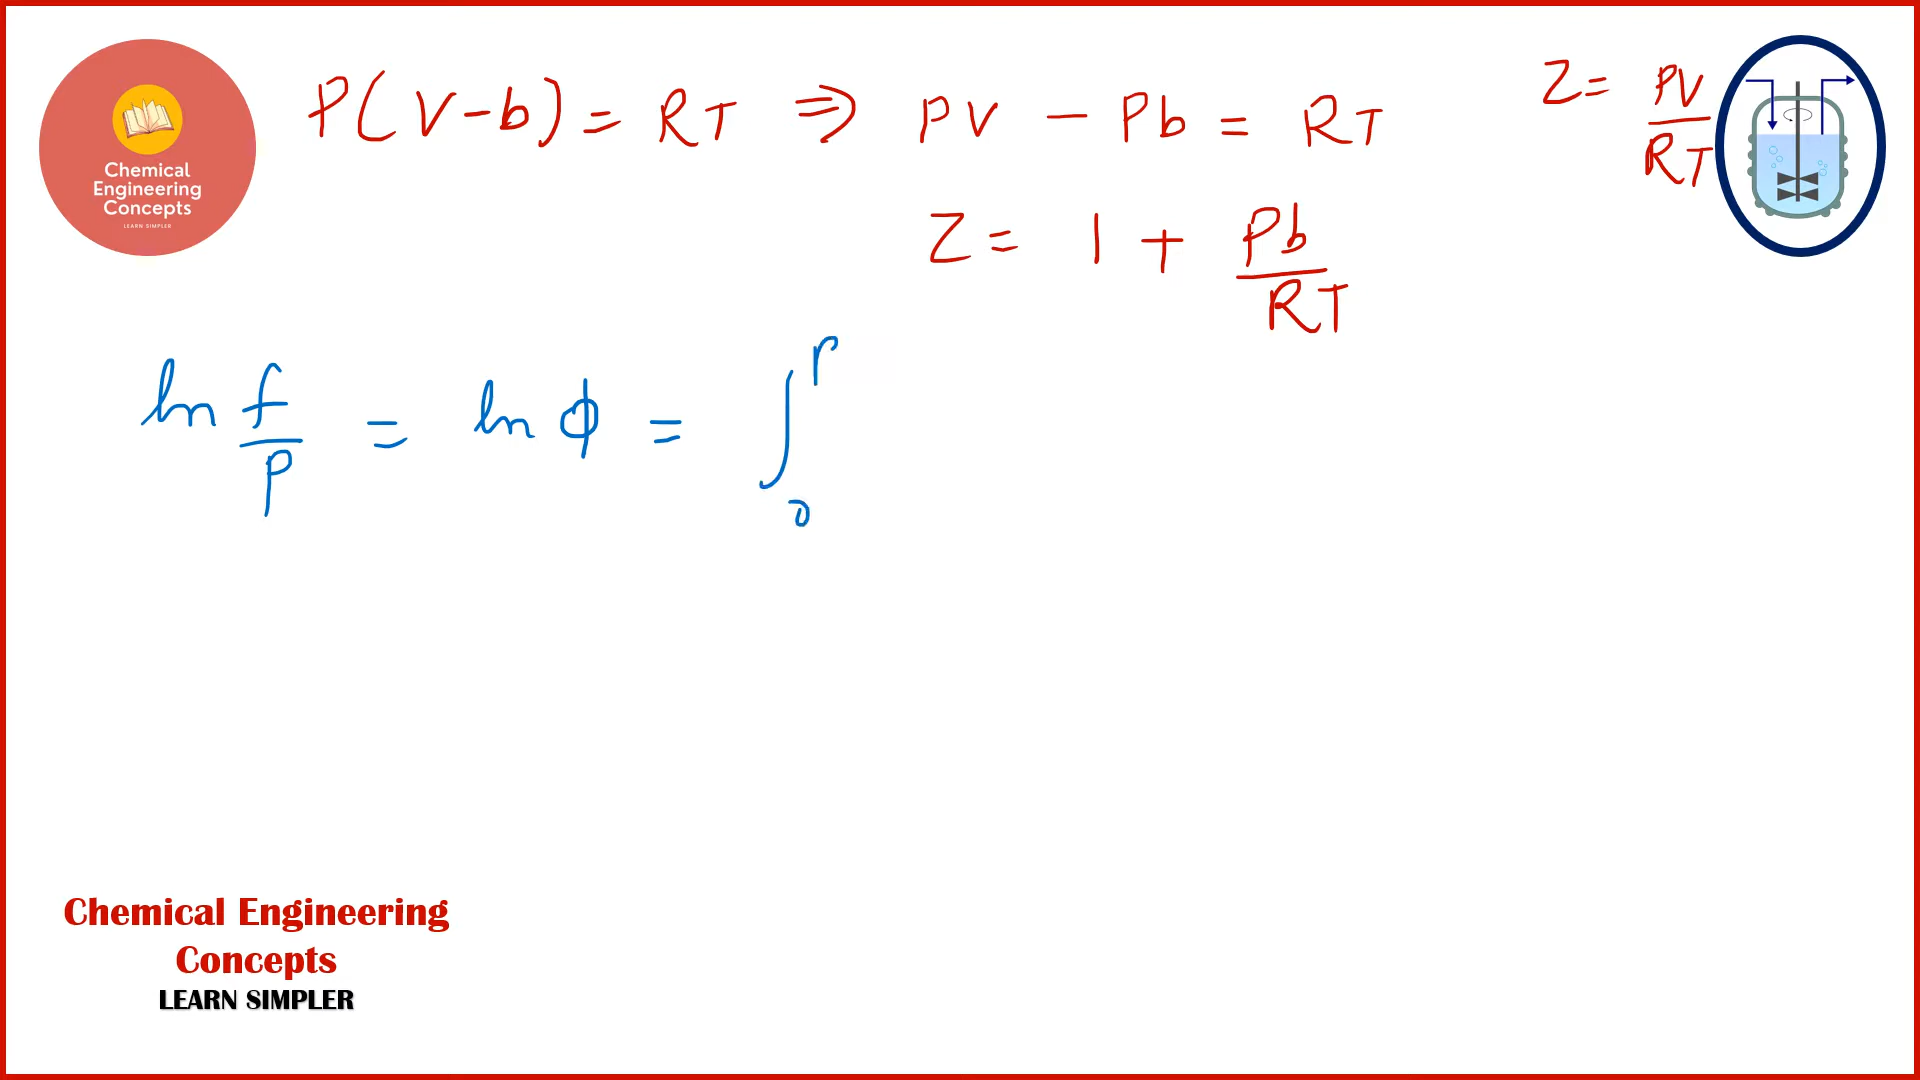 Chemical
Engineering
Concepts
LEARN SIMPLER
P(V-b) = RT ⇒ PV - Pb = RT
Z = PV/RT
Z = 1 + Pb/RT
ln f/P = ln ϕ = ∫₀ᴾ
Chemical Engineering
Concepts
LEARN SIMPLER